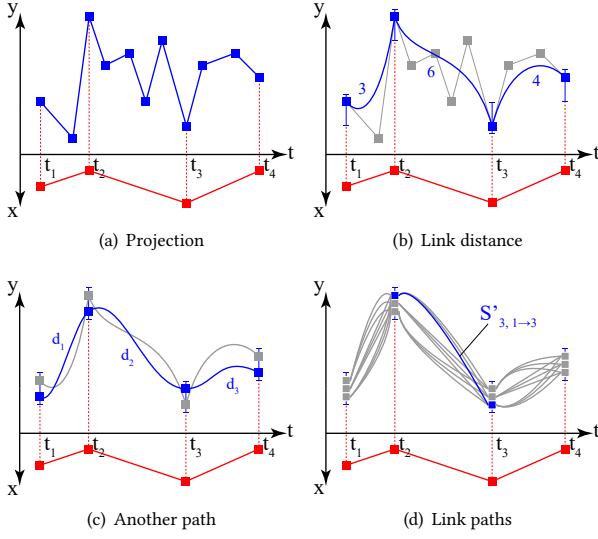 y
t
t₁
t₂
t₃
t₄
x
(a) Projection
y
3
6
4
t
t₁
t₂
t₃
t₄
x
(b) Link distance
y
d₁
d₂
d₃
t
t₁
t₂
t₃
t₄
x
(c) Another path
y
S'₃, ₁→₃
t
t₁
t₂
t₃
t₄
x
(d) Link paths